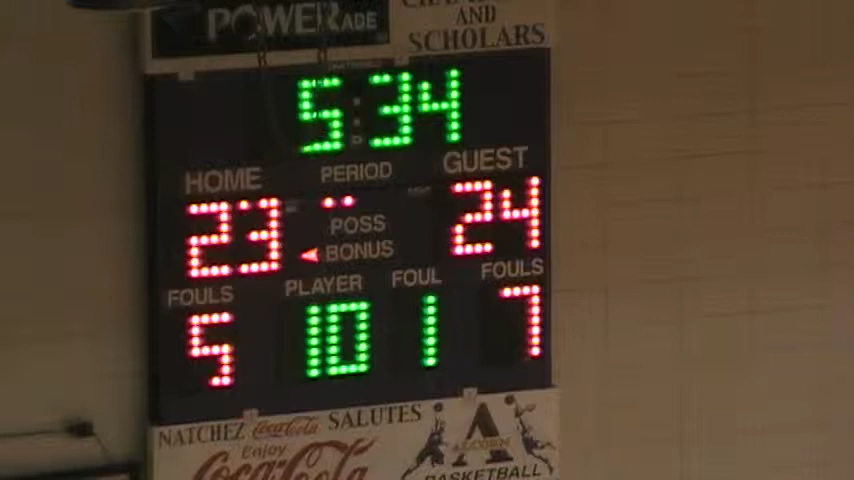 POWERADE
AND
SCHOLARS
5:34
HOME PERIOD GUEST
23 24
POSS
BONUS
FOULS PLAYER FOUL FOULS
5 10 1 7
NATCHEZ Coca-Cola SALUTES
Enjoy
Coca-Cola
A
ALCORN
BASKETBALL